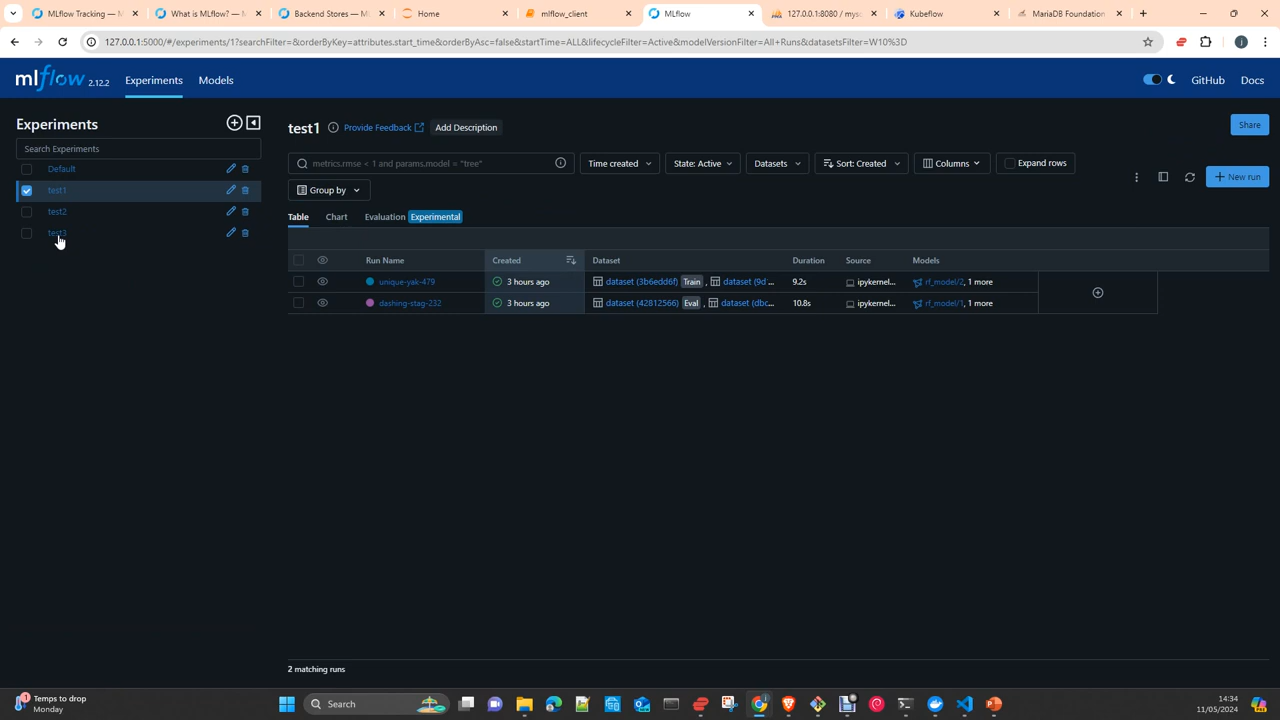 MLflow Tracking — M
What is MLflow? — M
Backend Stores — ML
Home
mlflow_client
MLflow
127.0.0.1:8080 / mysc
Kubeflow
MariaDB Foundation
127.0.0.1:5000/#/experiments/1?searchFilter=&orderByKey=attributes.start_time&orderByAsc=false&startTime=ALL&lifecycleFilter=Active&modelVersionFilter=All+Runs&datasetsFilter=W10%3D
mlflow 2.12.2 Experiments Models GitHub Docs
Experiments
Search Experiments
Default
test1
test2
test3
test1 Provide Feedback Add Description Share
metrics.rmse < 1 and params.model = "tree" Time created State: Active Datasets Sort: Created Columns Expand rows
New run
Group by
Table Chart Evaluation Experimental
Run Name Created Dataset Duration Source Models
unique-yak-479 3 hours ago dataset (3b6edd6f) Train , dataset (9d ... 9.2s ipykernel... rf_model/2, 1 more
dashing-stag-232 3 hours ago dataset (42812566) Eval , dataset (dbc... 10.8s ipykernel... rf_model/1, 1 more
2 matching runs
1 Temps to drop
Monday
Search
14:34
11/05/2024